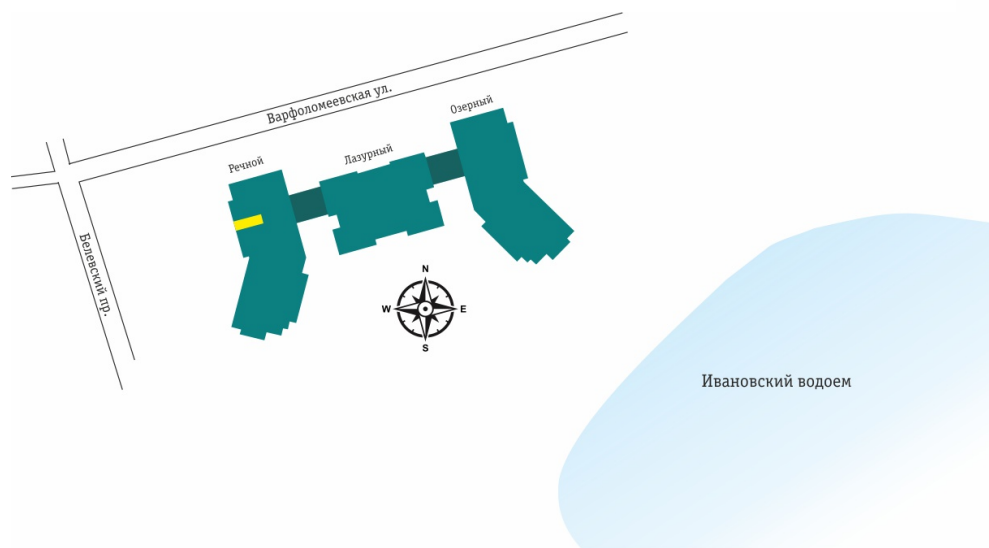 Варфоломеевская ул.
Озерный
Лазурный
Речной
Белевский пр.
N
W
E
S
Ивановский водоем